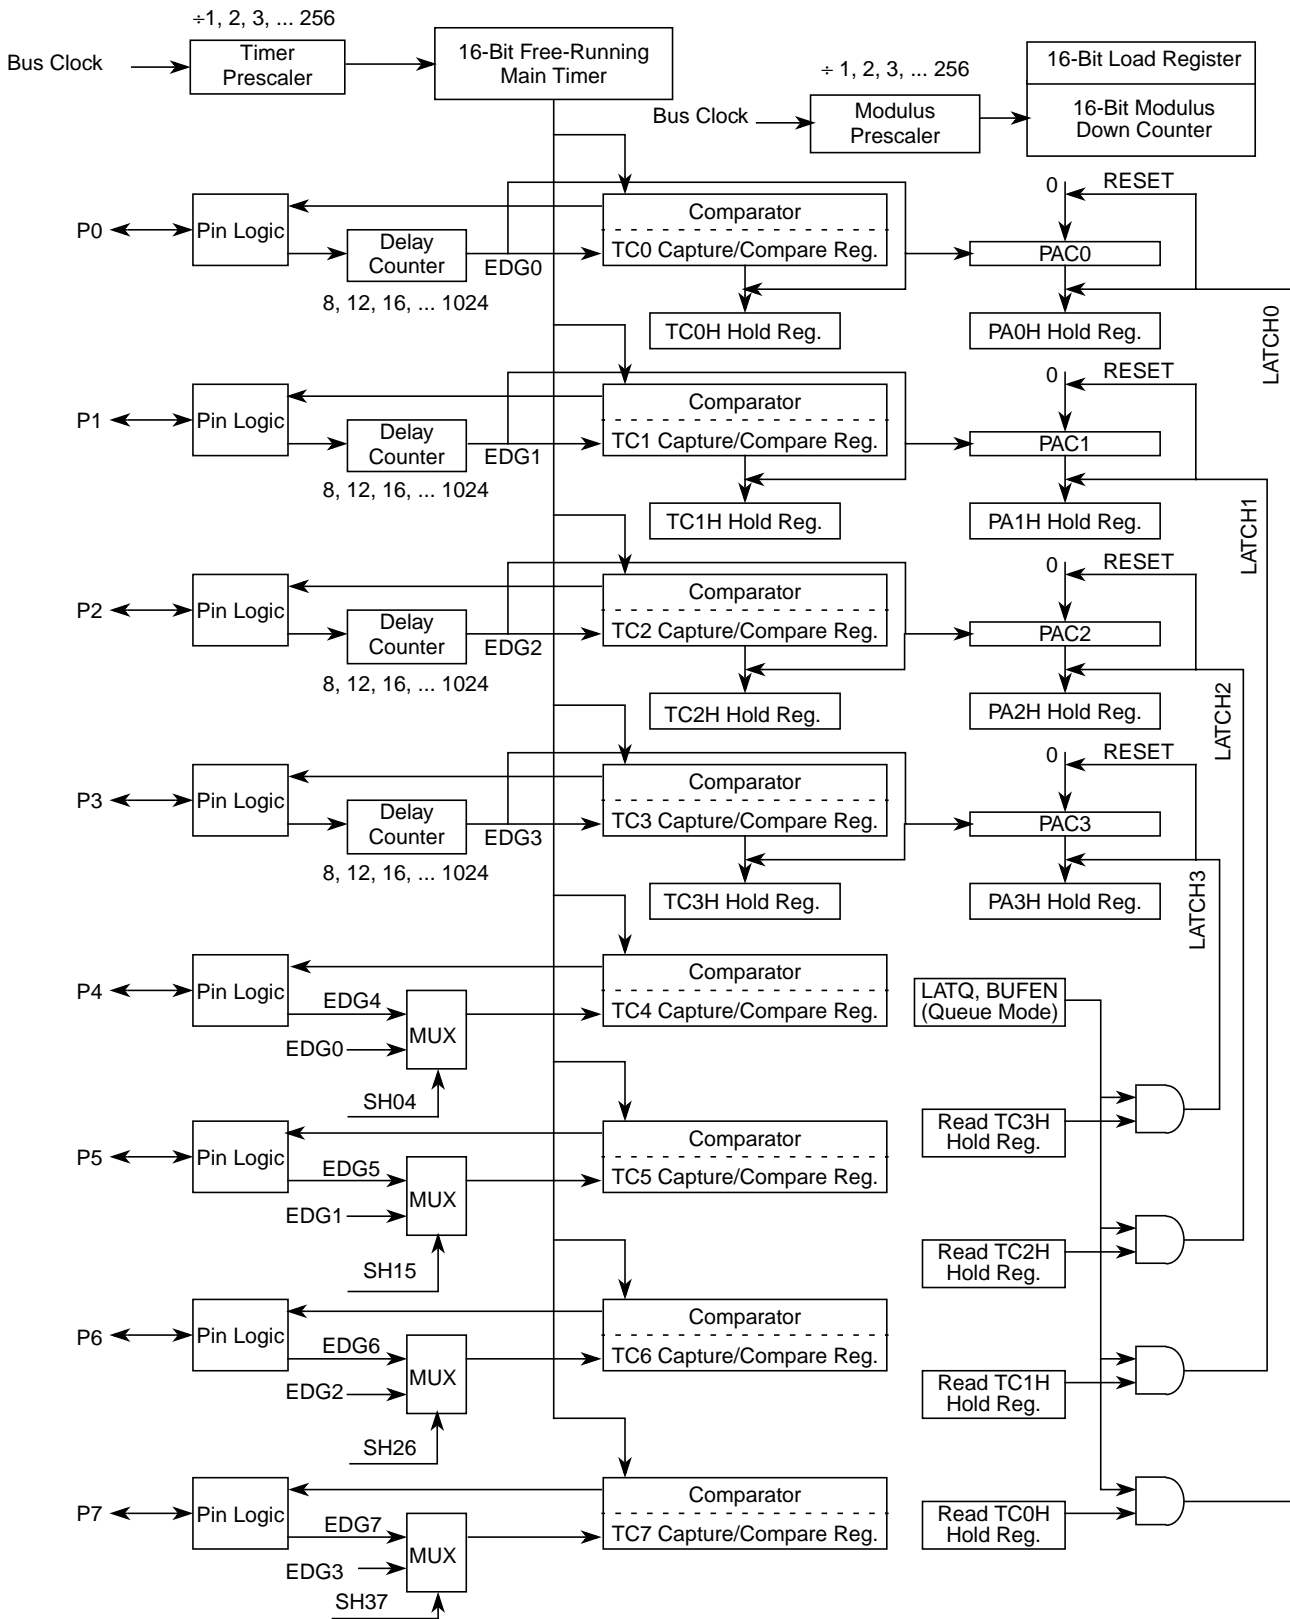 ÷1, 2, 3, ... 256
Bus Clock
Timer
Prescaler
16-Bit Free-Running
Main Timer
÷ 1, 2, 3, ... 256
Bus Clock
Modulus
Prescaler
16-Bit Load Register
16-Bit Modulus
Down Counter
P0
Pin Logic
Delay
Counter
8, 12, 16, ... 1024
EDG0
Comparator
TC0 Capture/Compare Reg.
TC0H Hold Reg.
0
RESET
PAC0
PA0H Hold Reg.
LATCH0
P1
Pin Logic
Delay
Counter
8, 12, 16, ... 1024
EDG1
Comparator
TC1 Capture/Compare Reg.
TC1H Hold Reg.
0
RESET
PAC1
PA1H Hold Reg.
LATCH1
P2
Pin Logic
Delay
Counter
8, 12, 16, ... 1024
EDG2
Comparator
TC2 Capture/Compare Reg.
TC2H Hold Reg.
0
RESET
PAC2
PA2H Hold Reg.
LATCH2
P3
Pin Logic
Delay
Counter
8, 12, 16, ... 1024
EDG3
Comparator
TC3 Capture/Compare Reg.
TC3H Hold Reg.
0
RESET
PAC3
PA3H Hold Reg.
LATCH3
P4
Pin Logic
EDG4
EDG0
MUX
SH04
Comparator
TC4 Capture/Compare Reg.
LATQ, BUFEN
(Queue Mode)
P5
Pin Logic
EDG5
EDG1
MUX
SH15
Comparator
TC5 Capture/Compare Reg.
Read TC3H
Hold Reg.
Read TC2H
Hold Reg.
P6
Pin Logic
EDG6
EDG2
MUX
SH26
Comparator
TC6 Capture/Compare Reg.
Read TC1H
Hold Reg.
P7
Pin Logic
EDG7
EDG3
MUX
SH37
Comparator
TC7 Capture/Compare Reg.
Read TC0H
Hold Reg.